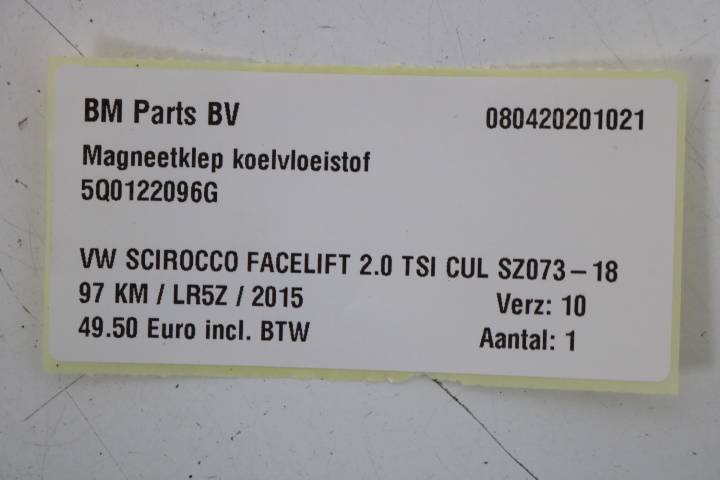 BM Parts BV 080420201021
Magneetklep koelvloeistof
5Q0122096G
VW SCIROCCO FACELIFT 2.0 TSI CUL SZ073-18
97 KM / LR5Z / 2015 Verz: 10
49.50 Euro incl. BTW Aantal: 1